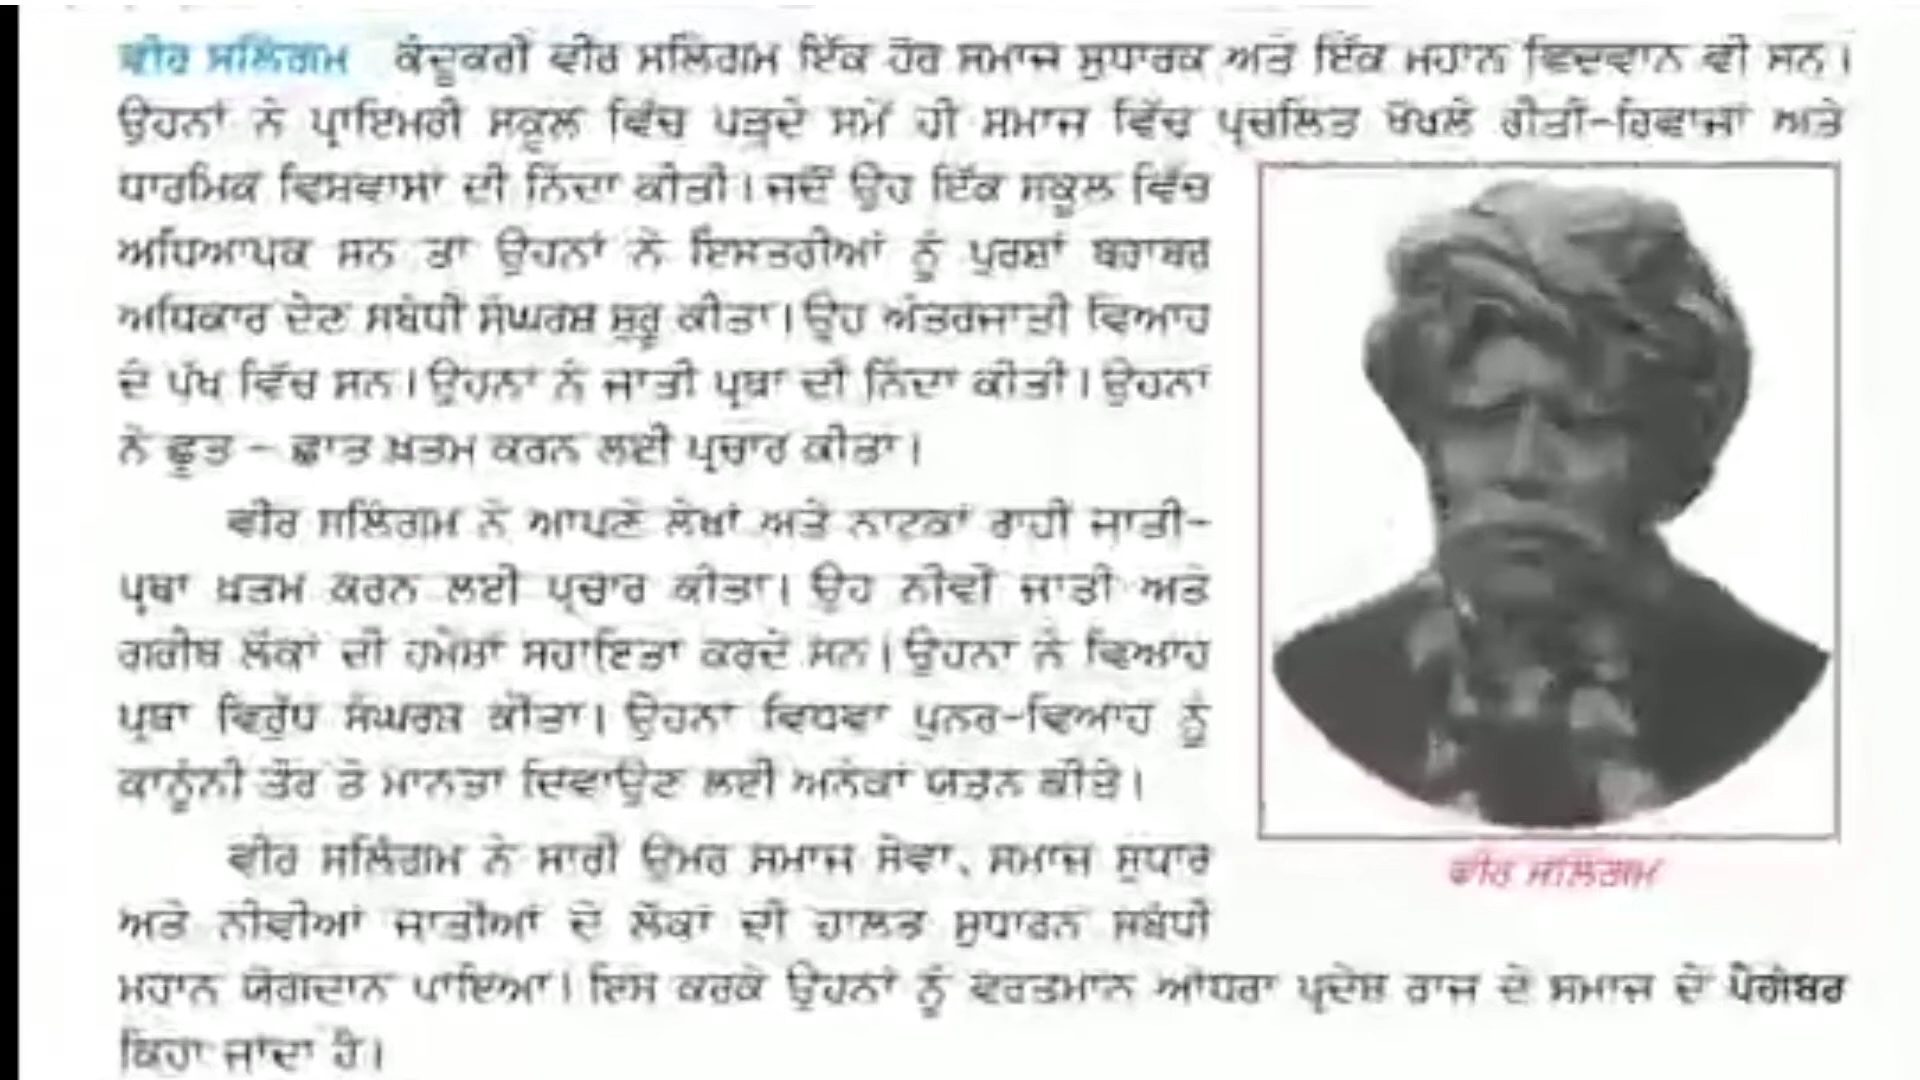 ਵੀਰ ਸਲਿੰਗਮ ਕੰਦੂਕਰੀ ਵੀਰ ਸਲਿੰਗਮ ਇੱਕ ਹੋਰ ਸਮਾਜ ਸੁਧਾਰਕ ਅਤੇ ਇੱਕ ਮਹਾਨ ਵਿਦਵਾਨ ਵੀ ਸਨ।
ਉਹਨਾਂ ਨੇ ਪ੍ਰਾਇਮਰੀ ਸਕੂਲ ਵਿੱਚ ਪੜ੍ਹਦੇ ਸਮੇਂ ਹੀ ਸਮਾਜ ਵਿੱਚ ਪ੍ਰਚਲਿਤ ਖੋਖਲੇ ਰੀਤੀ-ਰਿਵਾਜਾਂ ਅਤੇ
ਧਾਰਮਿਕ ਵਿਸ਼ਵਾਸਾਂ ਦੀ ਨਿੰਦਾ ਕੀਤੀ। ਜਦੋਂ ਉਹ ਇੱਕ ਸਕੂਲ ਵਿੱਚ
ਅਧਿਆਪਕ ਸਨ ਤਾਂ ਉਹਨਾਂ ਨੇ ਇਸਤਰੀਆਂ ਨੂੰ ਪੁਰਸ਼ਾਂ ਬਰਾਬਰ
ਅਧਿਕਾਰ ਦੇਣ ਸਬੰਧੀ ਸੰਘਰਸ਼ ਸ਼ੁਰੂ ਕੀਤਾ। ਉਹ ਅੰਤਰਜਾਤੀ ਵਿਆਹ
ਦੇ ਪੱਖ ਵਿੱਚ ਸਨ। ਉਹਨਾਂ ਨੇ ਜਾਤੀ ਪ੍ਰਥਾ ਦੀ ਨਿੰਦਾ ਕੀਤੀ। ਉਹਨਾਂ
ਨੇ ਛੂਤ - ਛਾਤ ਖ਼ਤਮ ਕਰਨ ਲਈ ਪ੍ਰਚਾਰ ਕੀਤਾ।
ਵੀਰ ਸਲਿੰਗਮ ਨੇ ਆਪਣੇ ਲੇਖਾਂ ਅਤੇ ਨਾਟਕਾਂ ਰਾਹੀਂ ਜਾਤੀ-
ਪ੍ਰਥਾ ਖ਼ਤਮ ਕਰਨ ਲਈ ਪ੍ਰਚਾਰ ਕੀਤਾ। ਉਹ ਨੀਵੀਂ ਜਾਤੀ ਅਤੇ
ਗਰੀਬ ਲੋਕਾਂ ਦੀ ਹਮੇਸ਼ਾਂ ਸਹਾਇਤਾ ਕਰਦੇ ਸਨ। ਉਹਨਾਂ ਨੇ ਵਿਆਹ
ਪ੍ਰਥਾ ਵਿਰੁੱਧ ਸੰਘਰਸ਼ ਕੀਤਾ। ਉਹਨਾਂ ਵਿਧਵਾ ਪੁਨਰ-ਵਿਆਹ ਨੂੰ
ਕਾਨੂੰਨੀ ਤੌਰ ਤੇ ਮਾਨਤਾ ਦਿਵਾਉਣ ਲਈ ਅਨੇਕਾਂ ਯਤਨ ਕੀਤੇ।
ਵੀਰ ਸਲਿੰਗਮ ਨੇ ਸਾਰੀ ਉਮਰ ਸਮਾਜ ਸੇਵਾ, ਸਮਾਜ ਸੁਧਾਰ
ਅਤੇ ਨੀਵੀਂਆਂ ਜਾਤੀਆਂ ਦੇ ਲੋਕਾਂ ਦੀ ਹਾਲਤ ਸੁਧਾਰਨ ਸਬੰਧੀ
ਮਹਾਨ ਯੋਗਦਾਨ ਪਾਇਆ। ਇਸ ਕਰਕੇ ਉਹਨਾਂ ਨੂੰ ਵਰਤਮਾਨ ਆਂਧਰਾ ਪ੍ਰਦੇਸ਼ ਰਾਜ ਦੇ ਸਮਾਜ ਦੇ ਪੈਗੰਬਰ
ਕਿਹਾ ਜਾਂਦਾ ਹੈ।
ਵੀਰ ਸਲਿੰਗਮ